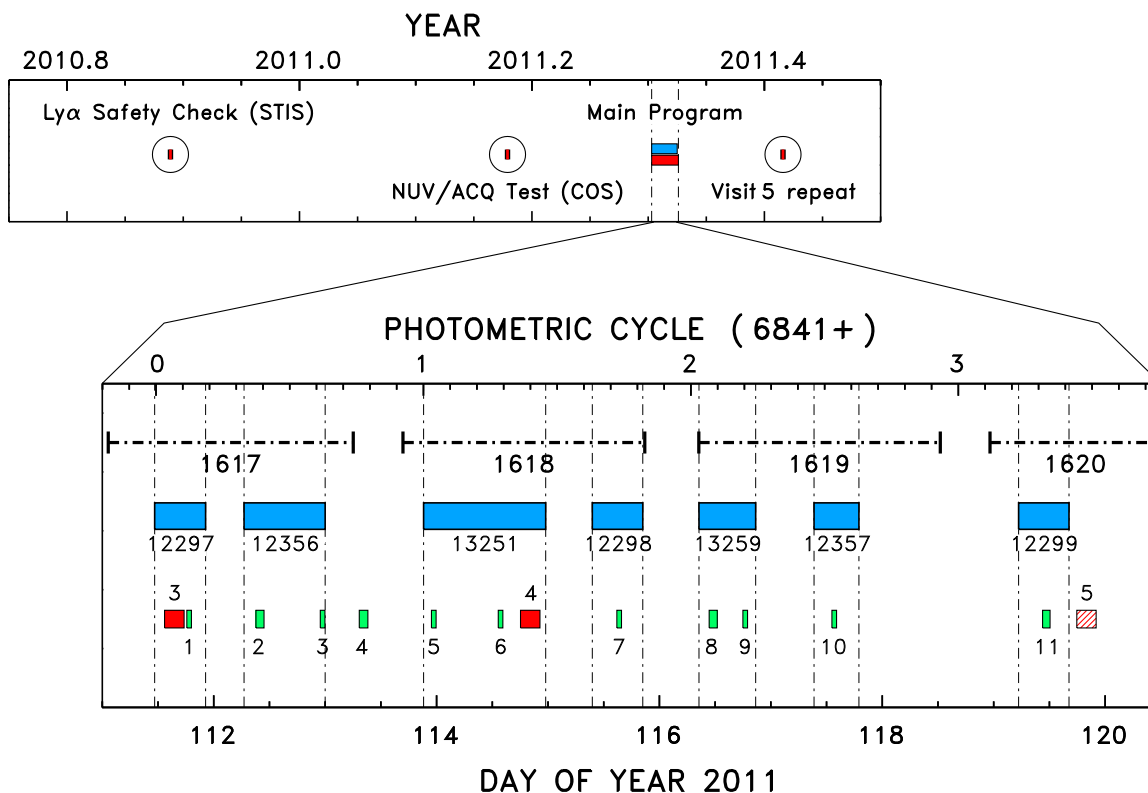 YEAR
2010.8 2011.0 2011.2 2011.4
Lyα Safety Check (STIS) Main Program
NUV/ACQ Test (COS) Visit 5 repeat
PHOTOMETRIC CYCLE (6841+)
0 1 2 3
1617 1618 1619 1620
12297 12356 13251 12298 13259 12357 12299
3 4 5
1 2 3 4 5 6 7 8 9 10 11
112 114 116 118 120
DAY OF YEAR 2011